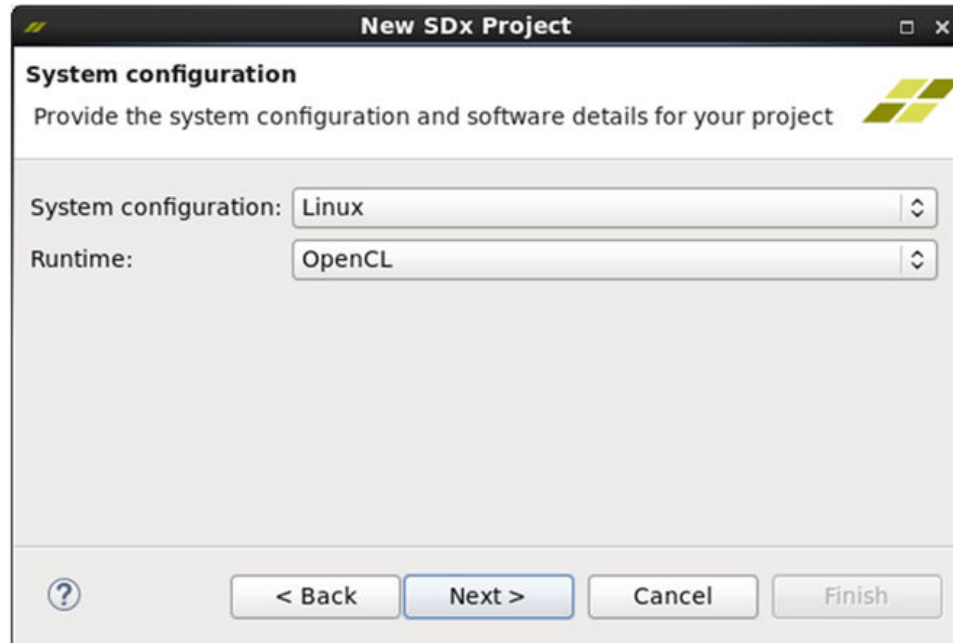 New SDx Project
System configuration
Provide the system configuration and software details for your project
System configuration: Linux
Runtime: OpenCL
? < Back Next > Cancel Finish